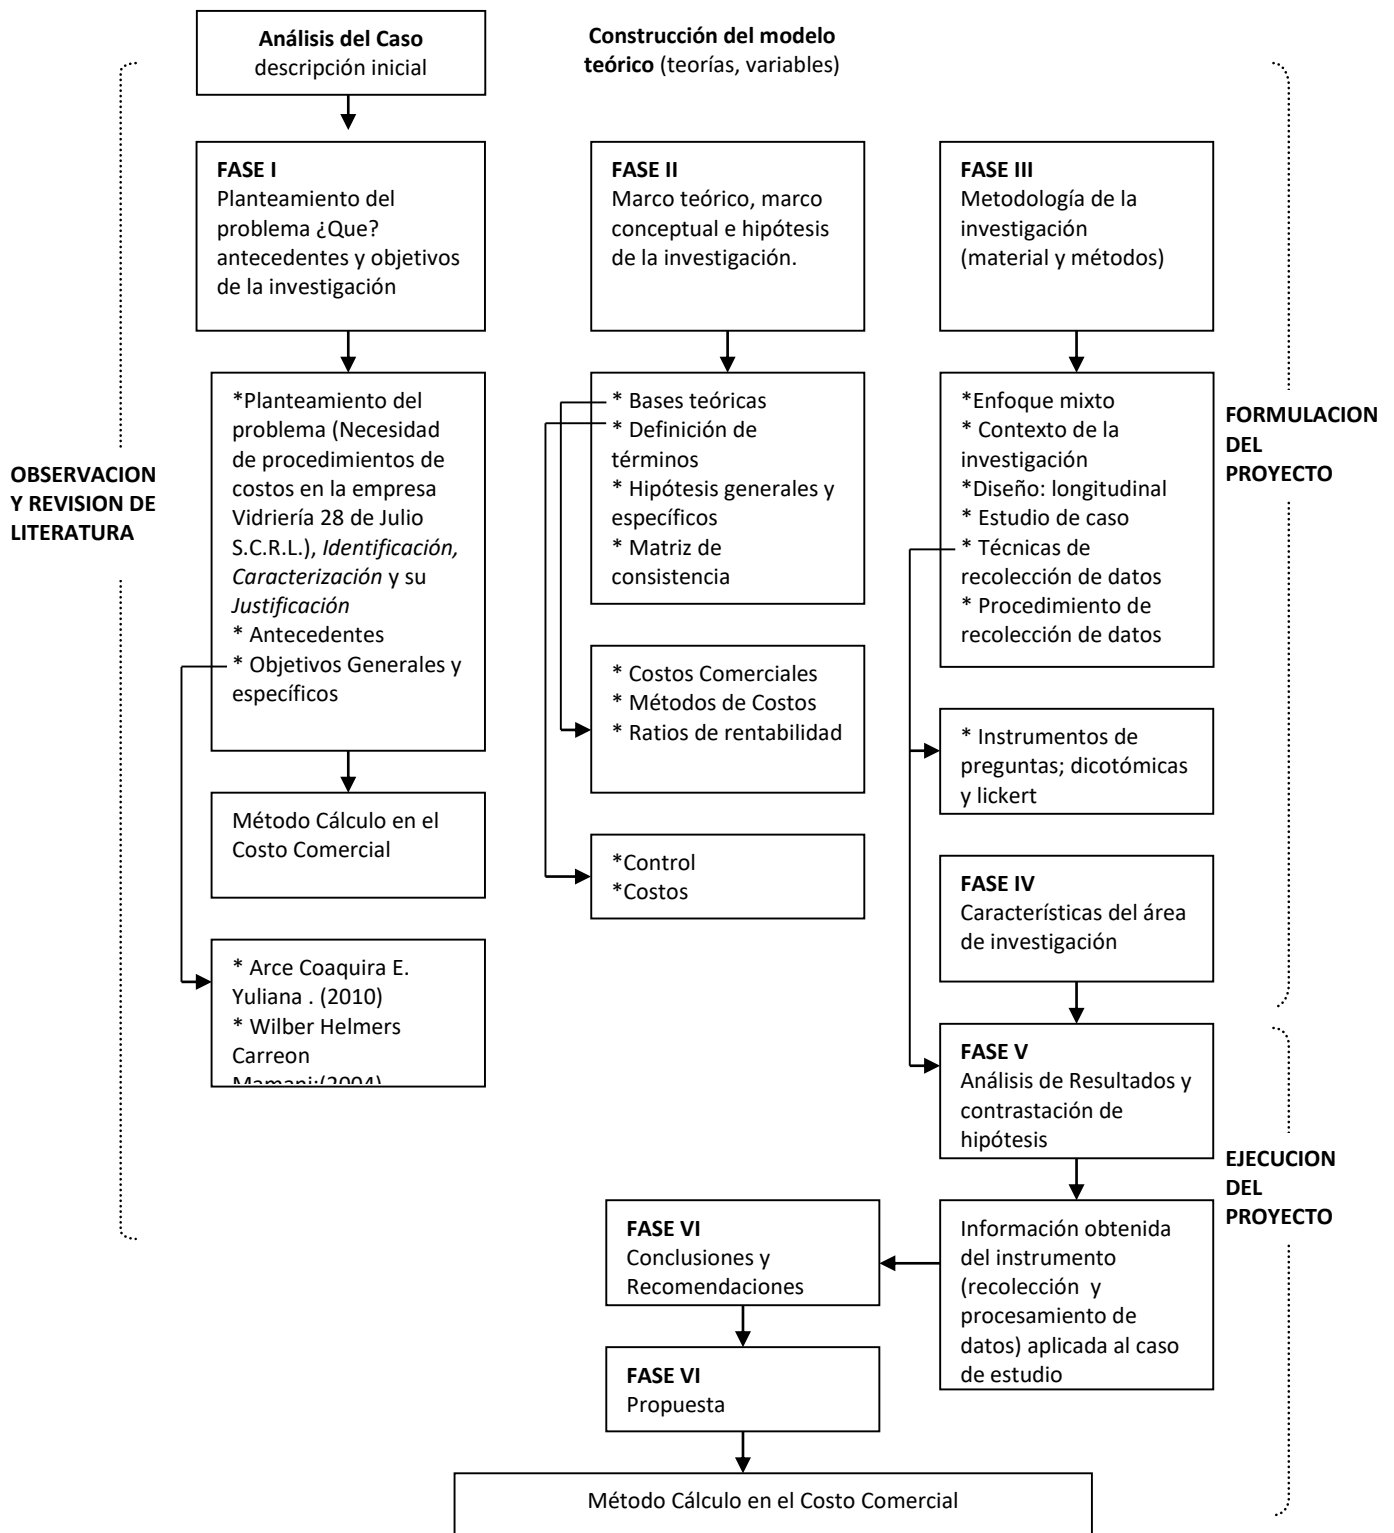 Análisis del Caso
descripción inicial
Construcción del modelo
teórico (teorías, variables)
OBSERVACION
Y REVISION DE
LITERATURA
FASE I
Planteamiento del
problema ¿Que?
antecedentes y objetivos
de la investigación
*Planteamiento del
problema (Necesidad
de procedimientos de
costos en la empresa
Vidriería 28 de Julio
S.C.R.L.), Identificación,
Caracterización y su
Justificación
* Antecedentes
* Objetivos Generales y
específicos
Método Cálculo en el
Costo Comercial
* Arce Coaquira E.
Yuliana . (2010)
* Wilber Helmers
Carreon
Mamani;(2004)
FASE II
Marco teórico, marco
conceptual e hipótesis
de la investigación.
* Bases teóricas
* Definición de
términos
* Hipótesis generales y
específicos
* Matriz de
consistencia
* Costos Comerciales
* Métodos de Costos
* Ratios de rentabilidad
*Control
*Costos
FASE III
Metodología de la
investigación
(material y métodos)
*Enfoque mixto
* Contexto de la
investigación
*Diseño: longitudinal
* Estudio de caso
* Técnicas de
recolección de datos
* Procedimiento de
recolección de datos
* Instrumentos de
preguntas; dicotómicas
y lickert
FASE IV
Características del área
de investigación
FORMULACION
DEL
PROYECTO
FASE V
Análisis de Resultados y
contrastación de
hipótesis
EJECUCION
DEL
PROYECTO
Información obtenida
del instrumento
(recolección y
procesamiento de
datos) aplicada al caso
de estudio
FASE VI
Conclusiones y
Recomendaciones
FASE VI
Propuesta
Método Cálculo en el Costo Comercial